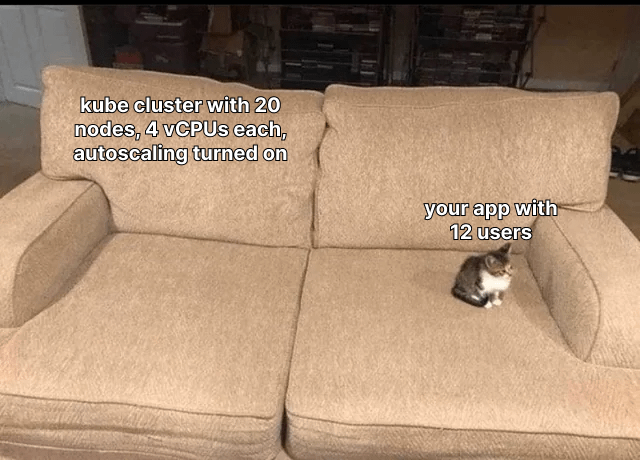 kube cluster with 20
nodes, 4 vCPUs each,
autoscaling turned on
your app with
12 users